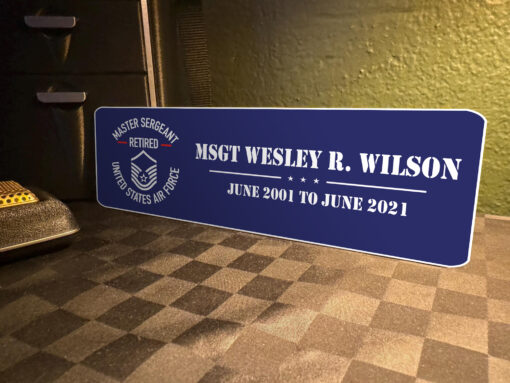 MASTER SERGEANT
RETIRED
UNITED STATES AIR FORCE
MSGT WESLEY R. WILSON
JUNE 2001 TO JUNE 2021